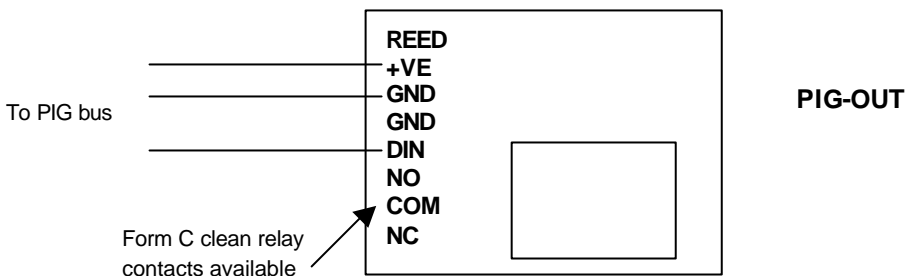 REED
+VE
GND
GND
DIN
NO
COM
NC
To PIG bus
PIG-OUT
Form C clean relay
contacts available